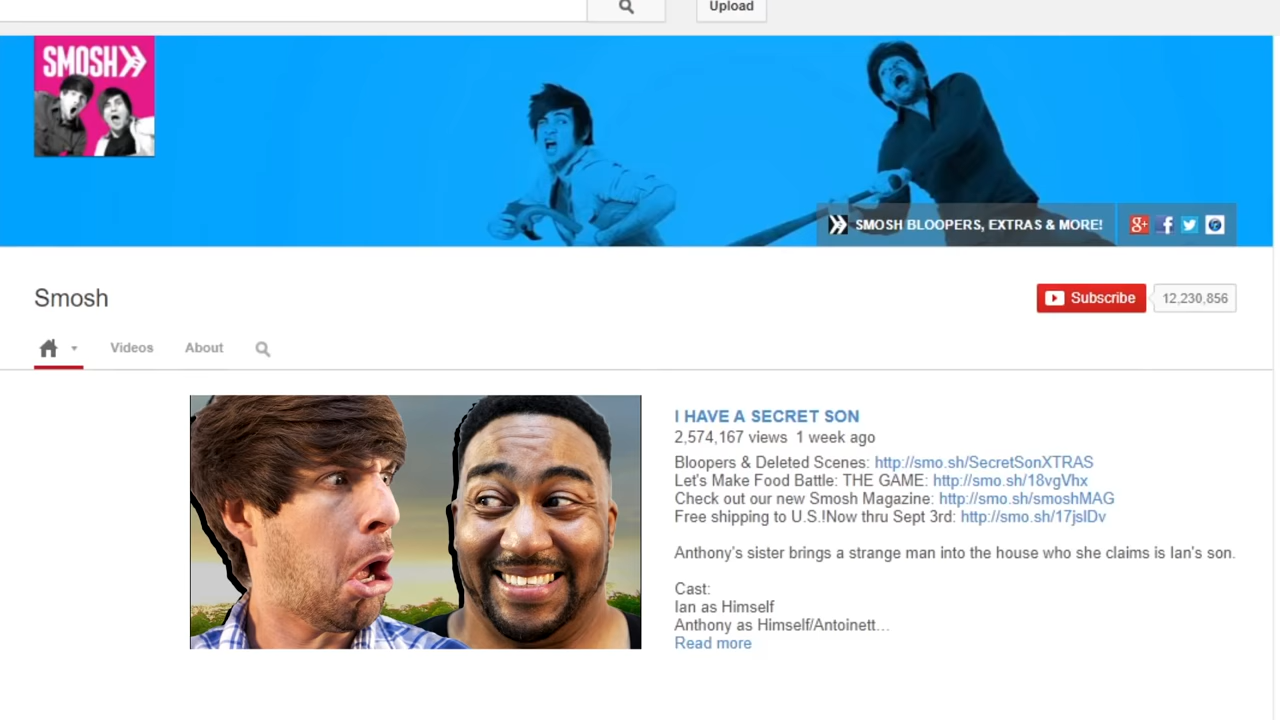 Upload
SMOSH
SMOSH BLOOPERS, EXTRAS & MORE!
g+ f
Smosh
Subscribe 12,230,856
Videos About
I HAVE A SECRET SON
2,574,167 views 1 week ago
Bloopers & Deleted Scenes: http://smo.sh/SecretSonXTRAS
Let's Make Food Battle: THE GAME: http://smo.sh/18vgVhx
Check out our new Smosh Magazine: http://smo.sh/smoshMAG
Free shipping to U.S.!Now thru Sept 3rd: http://smo.sh/17jslDv
Anthony's sister brings a strange man into the house who she claims is Ian's son.
Cast:
Ian as Himself
Anthony as Himself/Antoinett...
Read more